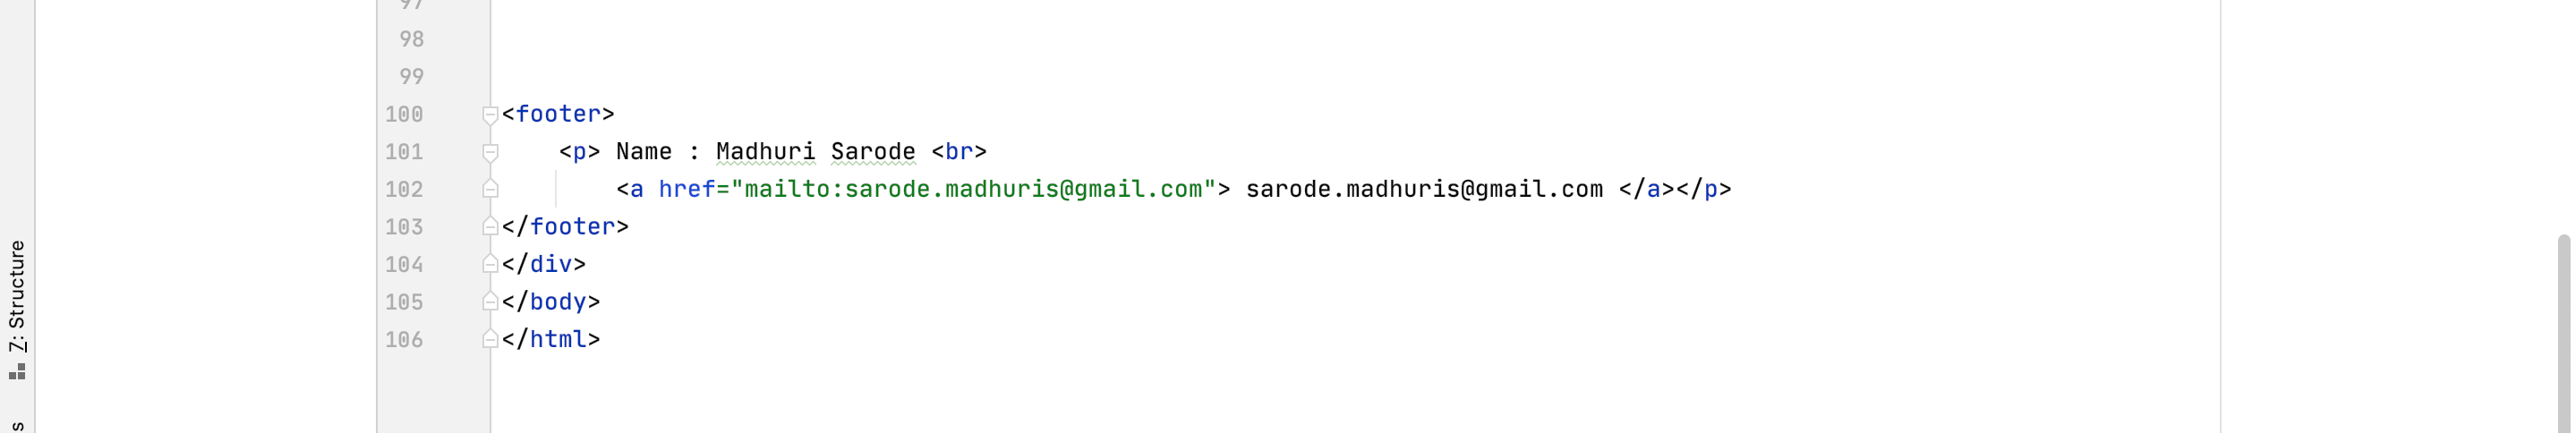 97
98
99
100 <footer>
101 <p> Name : Madhuri Sarode <br>
102 <a href="mailto:sarode.madhuris@gmail.com"> sarode.madhuris@gmail.com </a></p>
103 </footer>
104 </div>
105 </body>
106 </html>
7: Structure
s